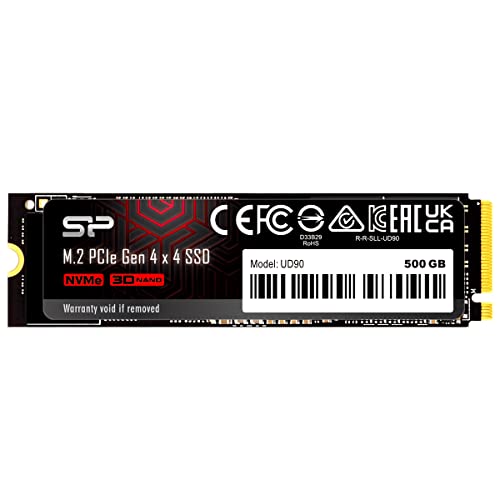 SP
M.2 PCIe Gen 4 x 4 SSD
NVMe 3D NAND
Warranty void if removed
CE FC
D33B29
RoHS
R-R-SLL-UD90
EAC
UK
CA
Model: UD90
500 GB